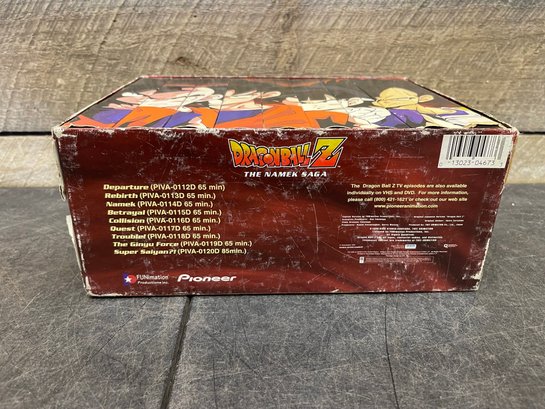 DRAGONBALL Z
THE NAMEK SAGA
Departure (PIVA-0112D 65 min)
Rebirth (PIVA-0113D 65 min.)
Namek (PIVA-0114D 65 min.)
Betrayal (PIVA-0115D 65 min.)
Collision (PIVA-0116D 65 min.)
Quest (PIVA-0117D 65 min.)
Trouble! (PIVA-0118D 65 min.)
The Ginyu Force (PIVA-0119D 65 min.)
Super Saiyan?! (PIVA-0120D 85min.)
FUNimation
Productions Inc.
Pioneer
13023-04673
The Dragon Ball Z TV episodes are also available
individually on VHS and DVD. For more information,
please call (800) 421-1621 or check out our web site
www.pioneeranimation.com